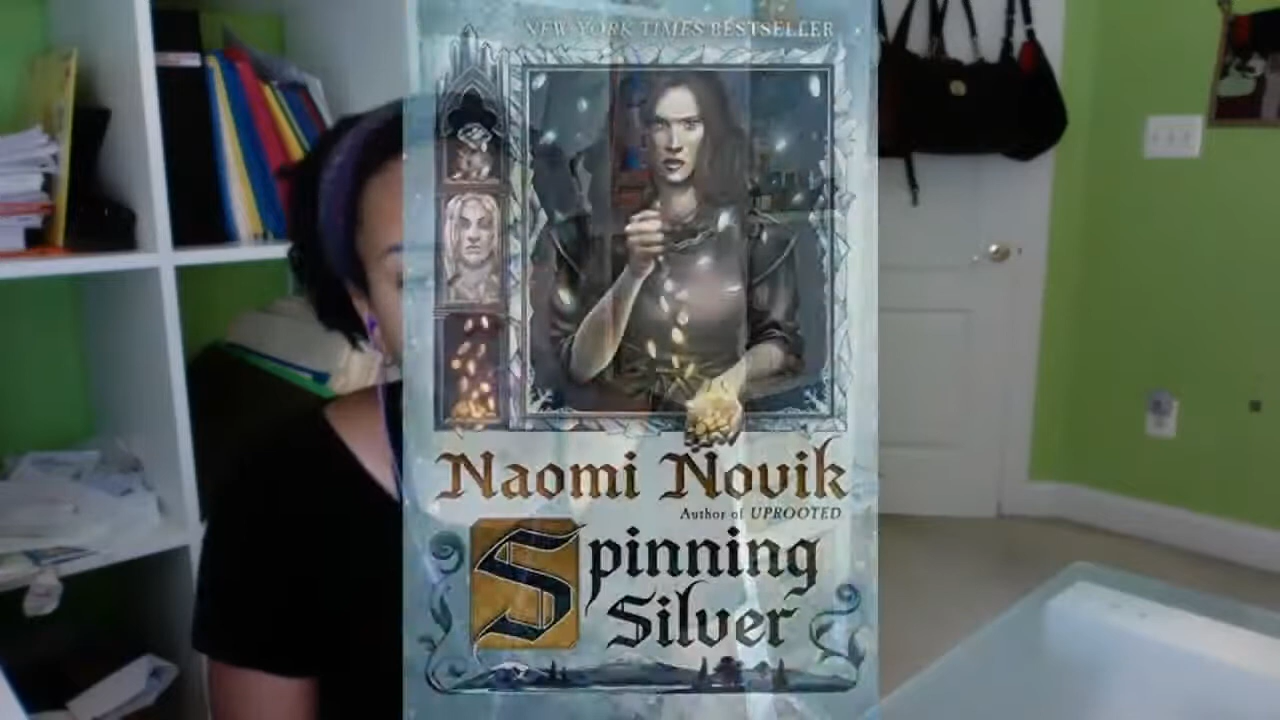 NEW YORK TIMES BESTSELLER
Naomi Novik
Author of UPROOTED
Spinning
Silver